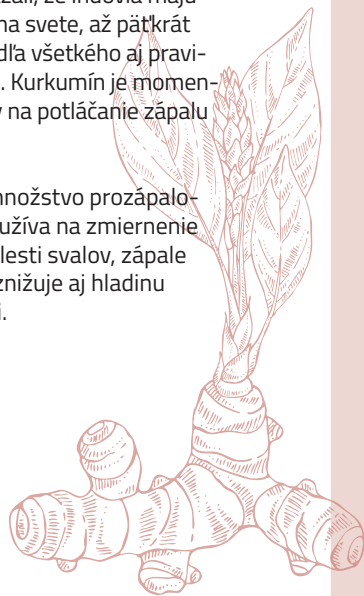 zali, že Indovia majú
na svete, až päťkrát
dľa všetkého aj pravi-
. Kurkumín je momen-
na potláčanie zápalu
množstvo prozápalo-
užíva na zmiernenie
lesti svalov, zápale
znižuje aj hladinu
i.